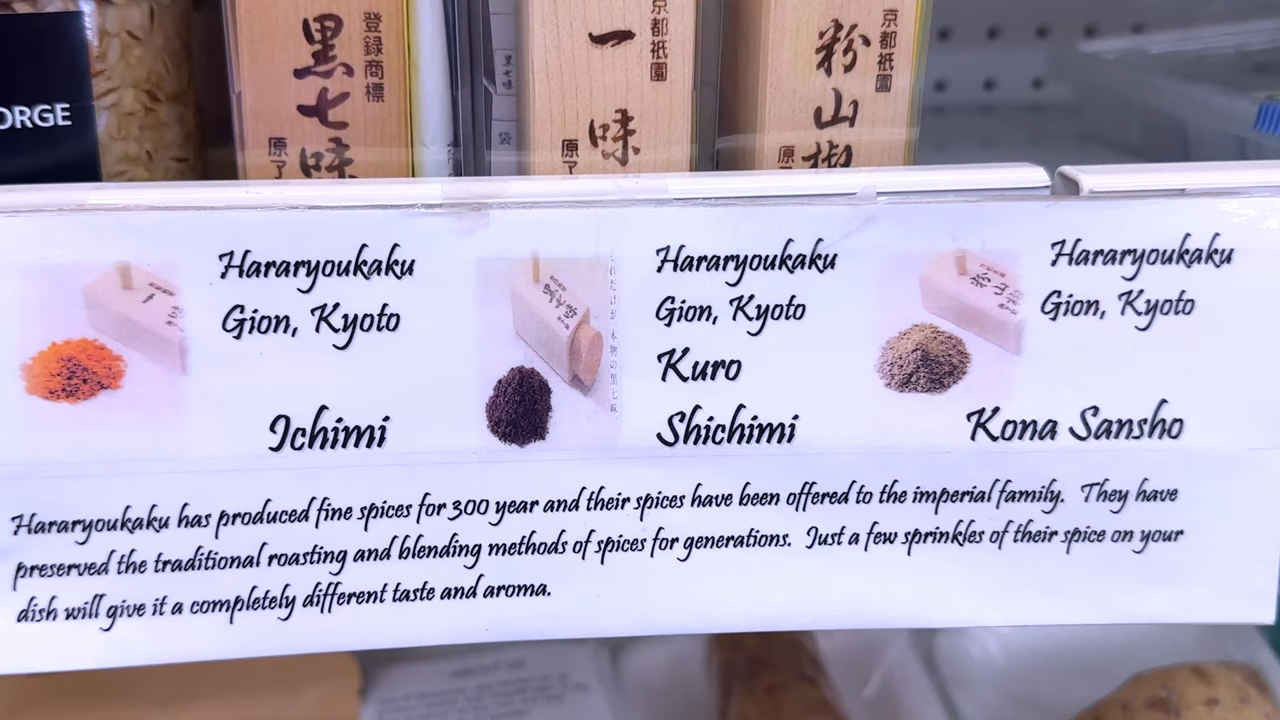 ORGE
登録商標
黒七味
原了
黒七味
袋
京都祇園
一味
原了
京都祇園
粉山椒
原
Hararyoukaku
Gion, Kyoto
Ichimi
Hararyoukaku
Gion, Kyoto
Kuro
Shichimi
Hararyoukaku
Gion, Kyoto
Kona Sansho
Hararyoukaku has produced fine spices for 300 year and their spices have been offered to the imperial family. They have
preserved the traditional roasting and blending methods of spices for generations. Just a few sprinkles of their spice on your
dish will give it a completely different taste and aroma.